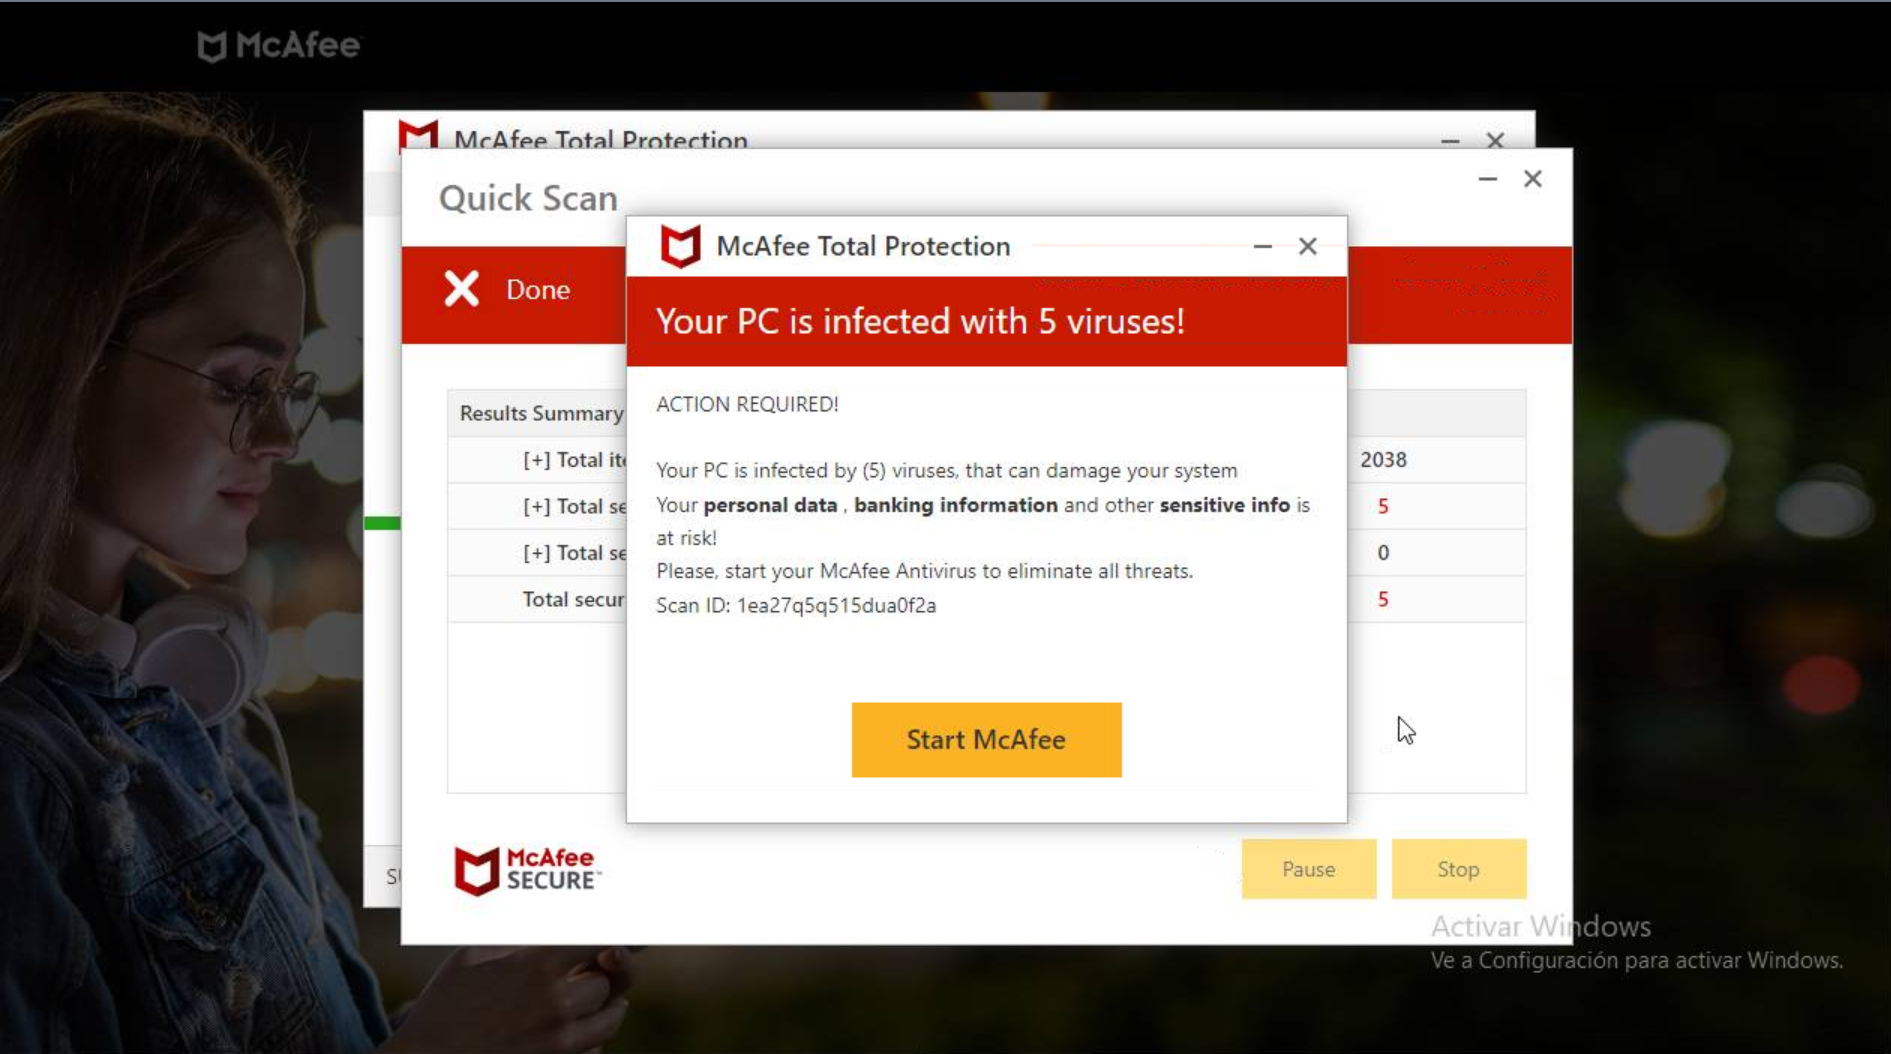 McAfee
McAfee Total Protection
Quick Scan
McAfee Total Protection
Done
Your PC is infected with 5 viruses!
ACTION REQUIRED!
Your PC is infected by (5) viruses, that can damage your system
Your personal data , banking information and other sensitive info is
at risk!
Please, start your McAfee Antivirus to eliminate all threats.
Scan ID: 1ea27q5q515dua0f2a
Start McAfee
Results Summary
[+] Total
2038
[+] Total
5
[+] Total
0
Total
5
McAfee
SECURE
Pause
Stop
Activar Windows
Ve a Configuración para activar Windows.